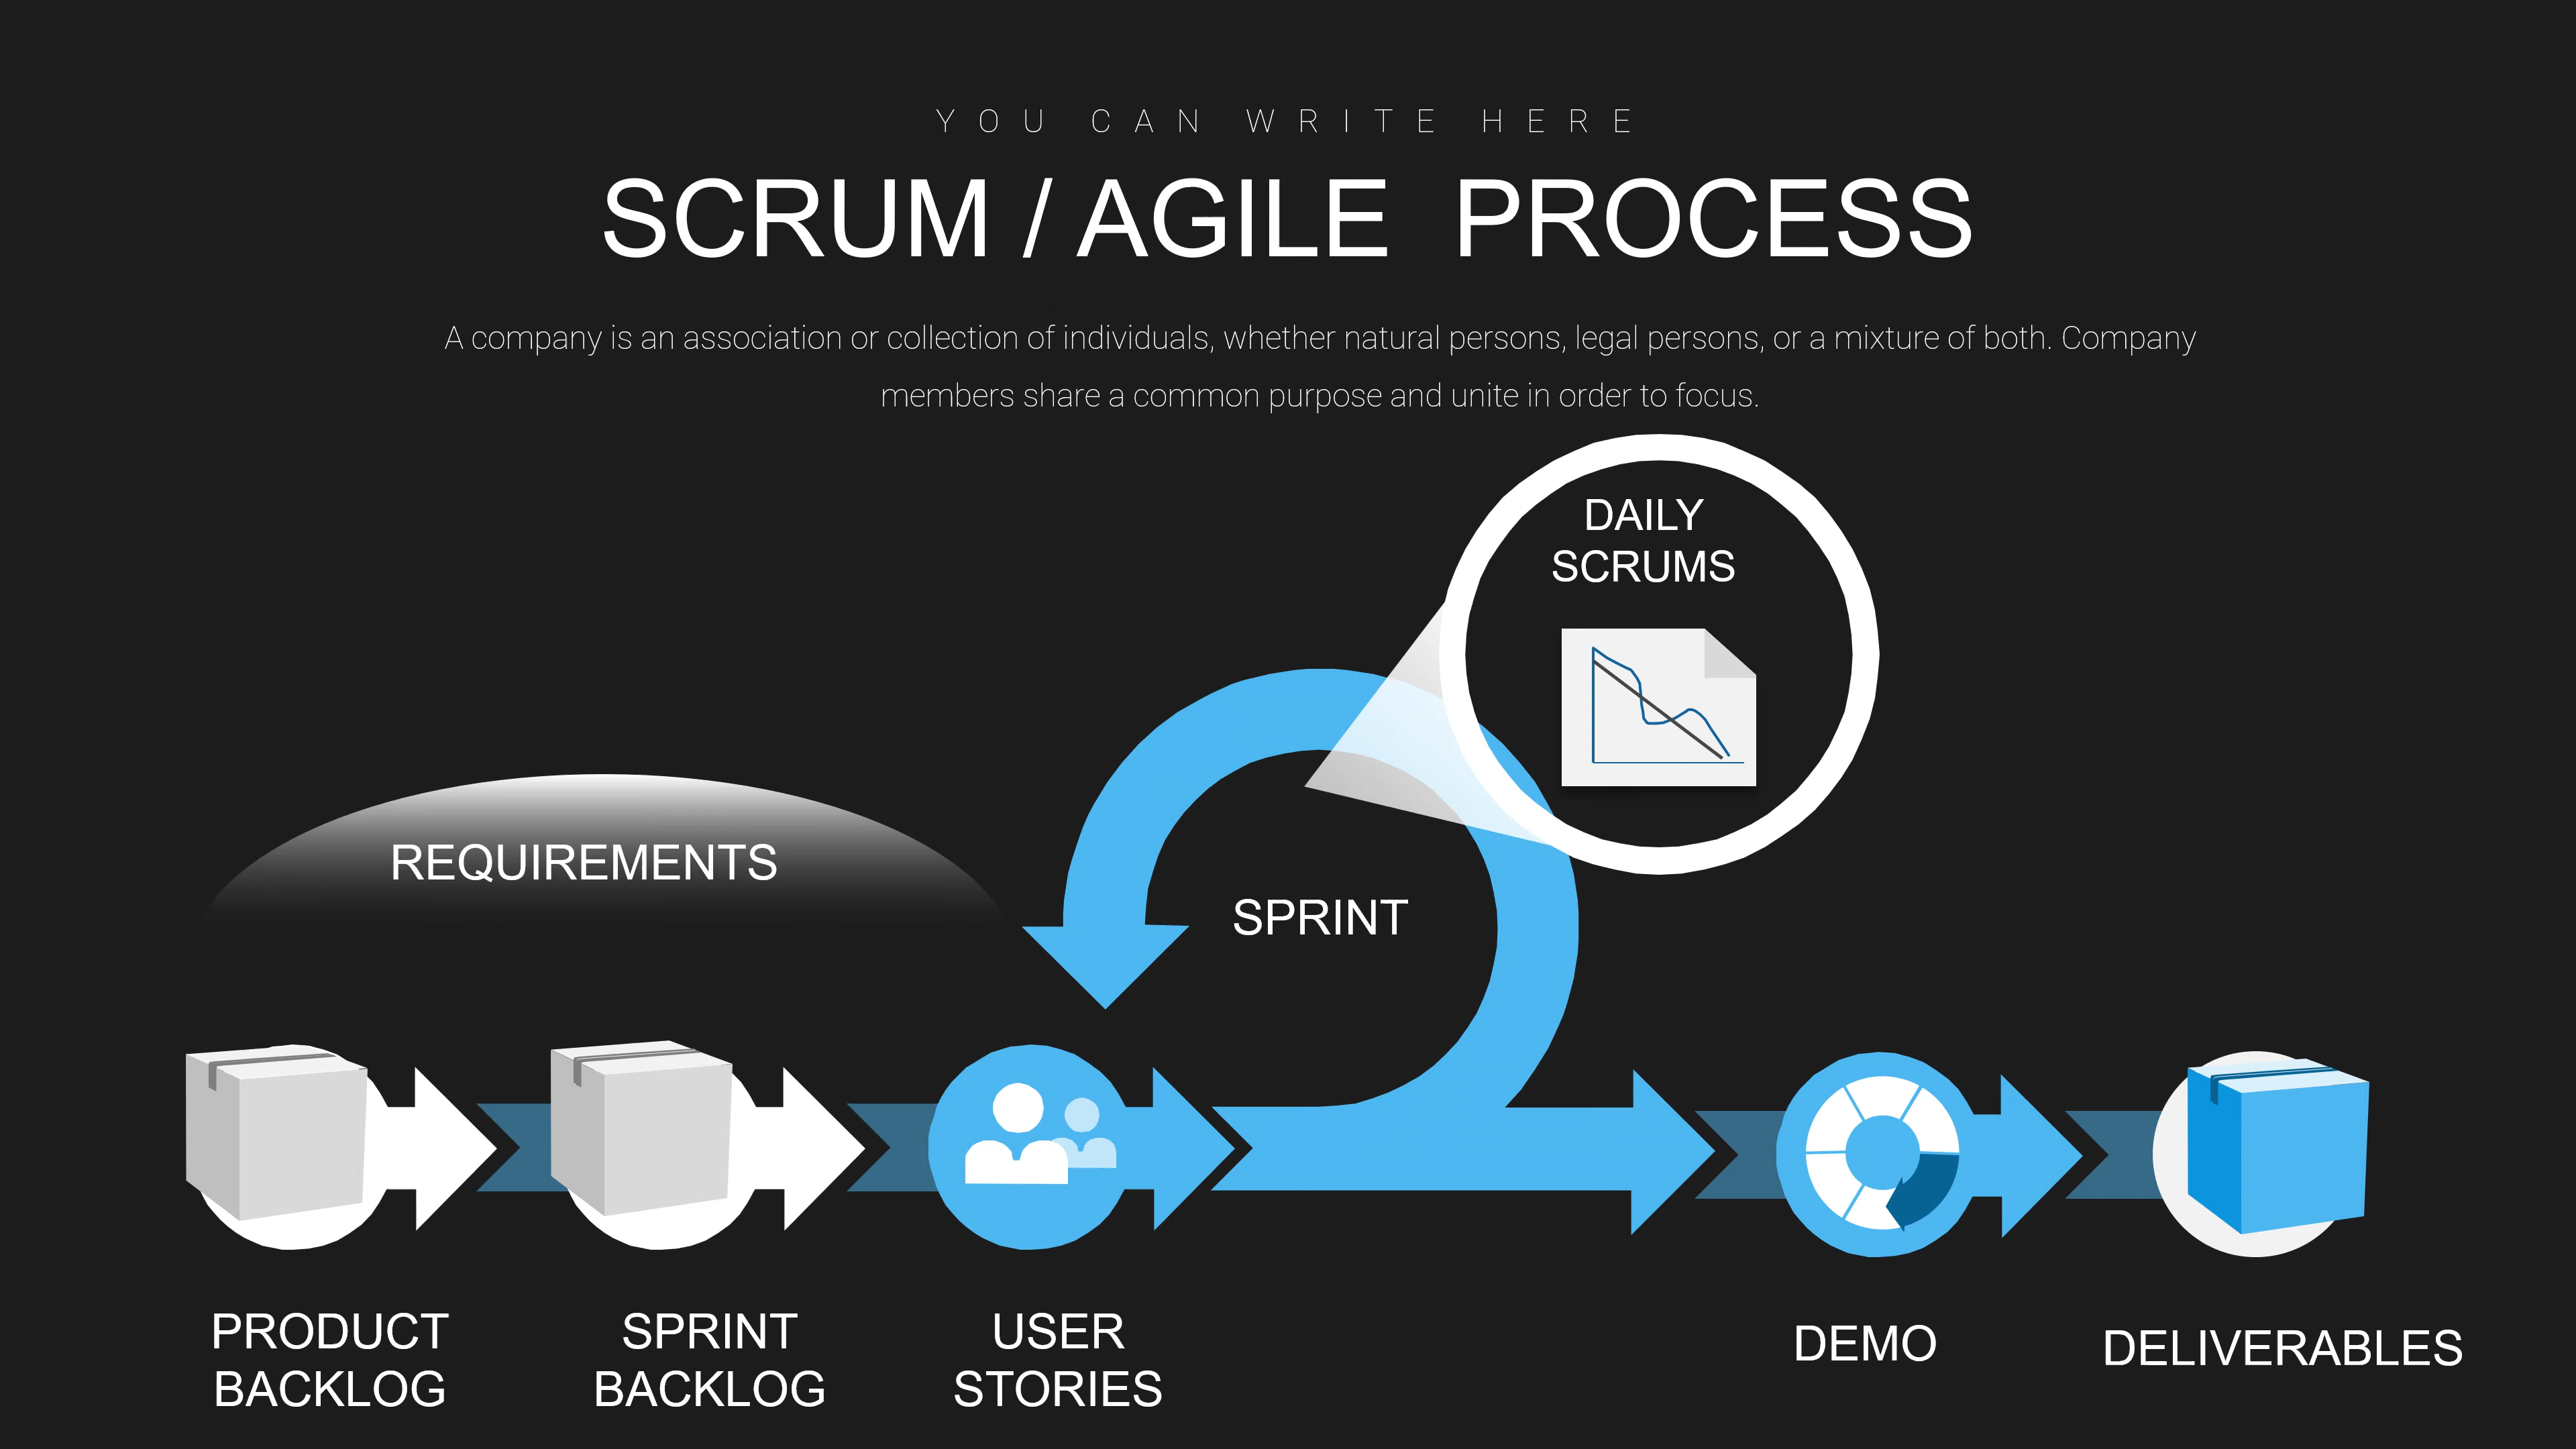 YOU CAN WRITE HERE
SCRUM / AGILE PROCESS
A company is an association or collection of individuals, whether natural persons, legal persons, or a mixture of both. Company
members share a common purpose and unite in order to focus.
DAILY
SCRUMS
REQUIREMENTS
SPRINT
PRODUCT
BACKLOG
SPRINT
BACKLOG
USER
STORIES
DEMO
DELIVERABLES